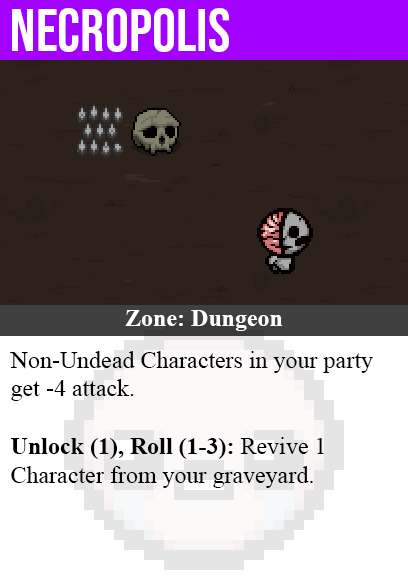 NECROPOLIS
Zone: Dungeon
Non-Undead Characters in your party
get -4 attack.
Unlock (1), Roll (1-3): Revive 1
Character from your graveyard.